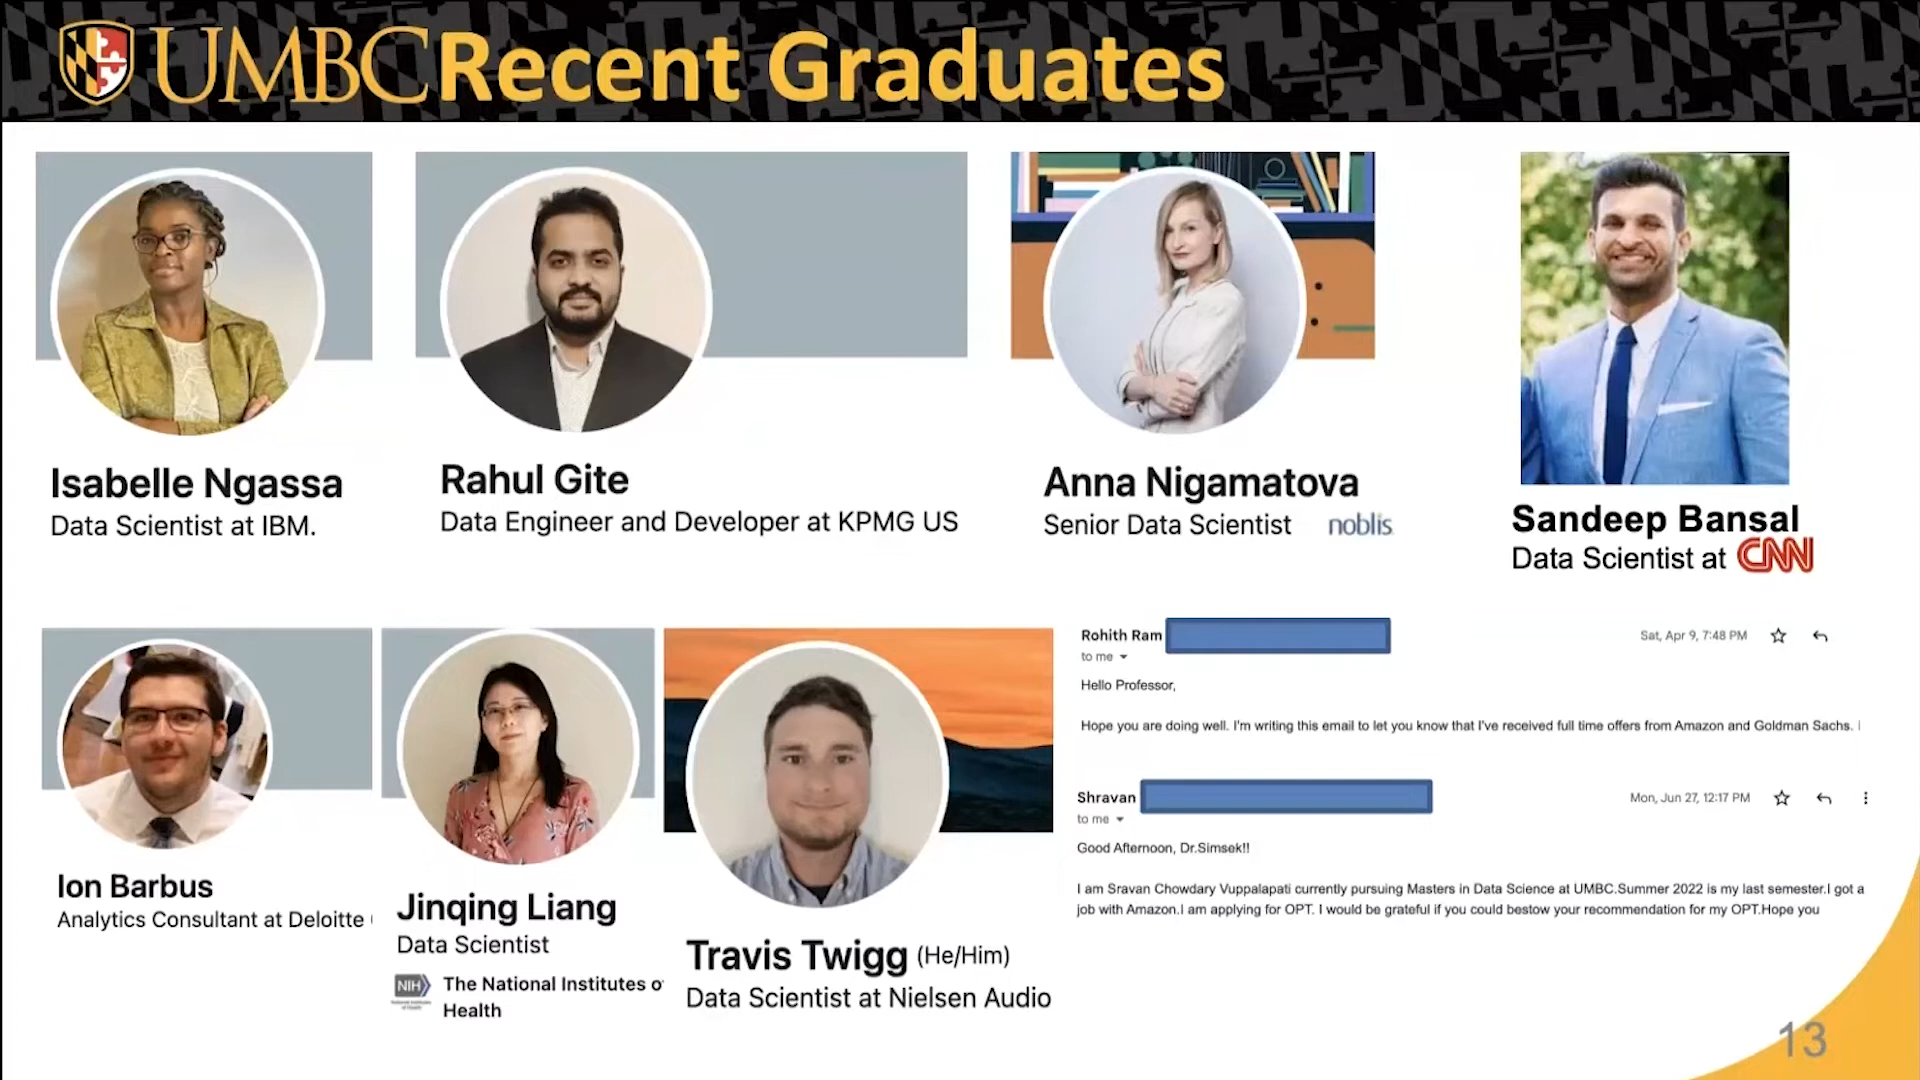 UMBC Recent Graduates
Isabelle Ngassa
Data Scientist at IBM.
Rahul Gite
Data Engineer and Developer at KPMG US
Anna Nigamatova
Senior Data Scientist noblis
Sandeep Bansal
Data Scientist at CNN
Ion Barbus
Analytics Consultant at Deloitte
Jinqing Liang
Data Scientist
NIH The National Institutes o
Health
Travis Twigg (He/Him)
Data Scientist at Nielsen Audio
Rohith Ram Sat, Apr 9, 7:48 PM
to me
Hello Professor,
Hope you are doing well. I'm writing this email to let you know that I've received full time offers from Amazon and Goldman Sachs.
Shravan Mon, Jun 27, 12:17 PM
to me
Good Afternoon, Dr.Simsek!!
I am Sravan Chowdary Vuppalapati currently pursuing Masters in Data Science at UMBC.Summer 2022 is my last semester.I got a
job with Amazon.I am applying for OPT. I would be grateful if you could bestow your recommendation for my OPT.Hope you
13